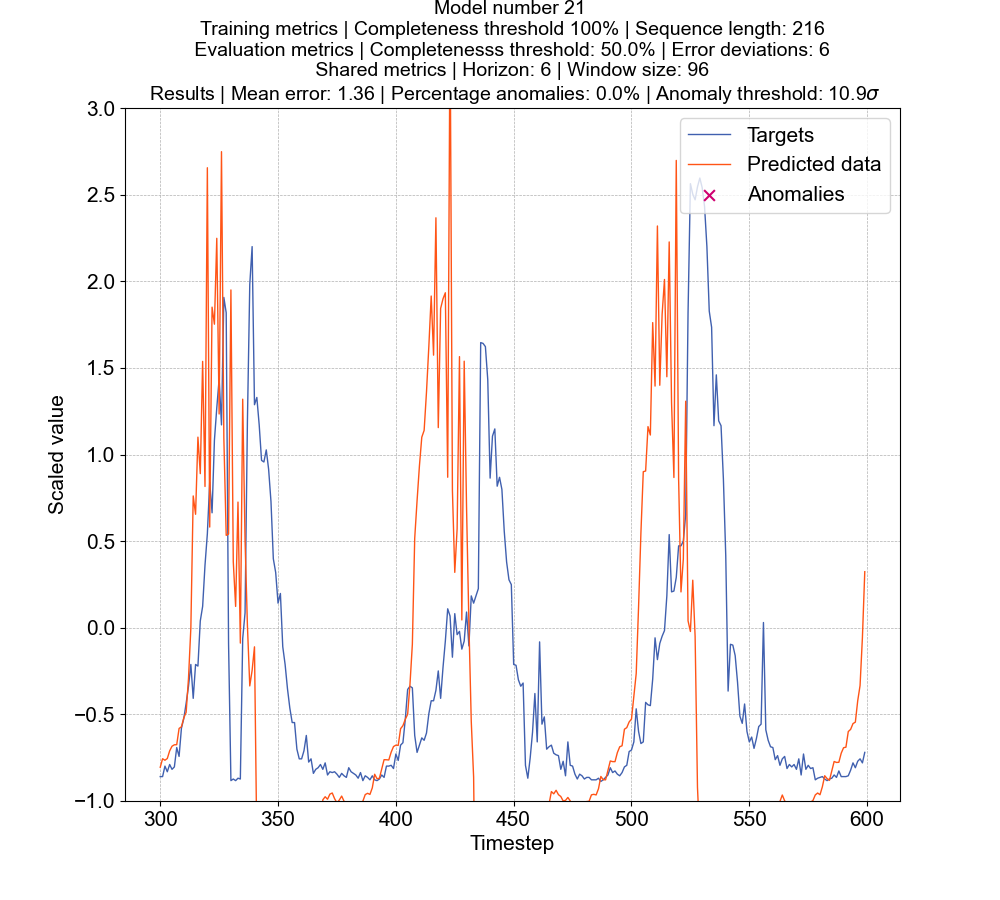 Model number 21
Training metrics | Completeness threshold 100% | Sequence length: 216
Evaluation metrics | Completenesss threshold: 50.0% | Error deviations: 6
Shared metrics | Horizon: 6 | Window size: 96
Results | Mean error: 1.36 | Percentage anomalies: 0.0% | Anomaly threshold: 10.9σ
Targets
Predicted data
Anomalies
3.0
2.5
2.0
1.5
1.0
0.5
0.0
−0.5
−1.0
Scaled value
300 350 400 450 500 550 600
Timestep